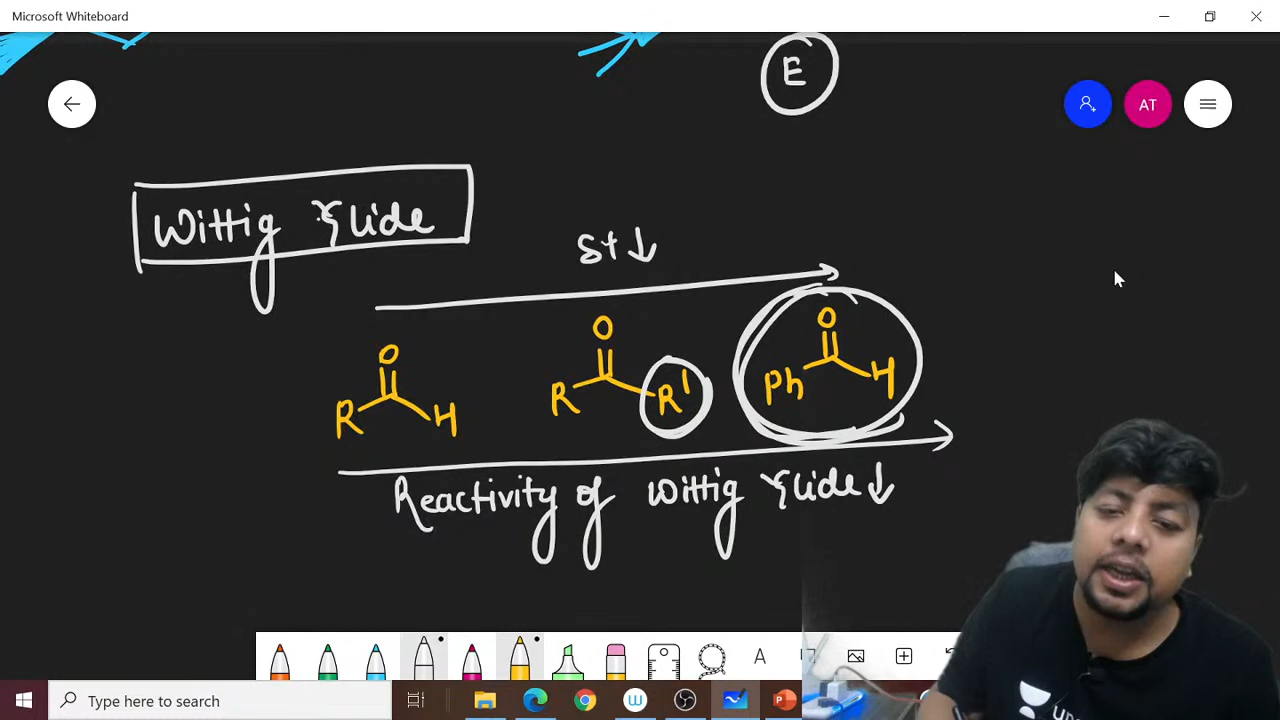 Microsoft Whiteboard
E
AT
Wittig Ylide
St↓
O
R H
O
R R'
O
Ph H
Reactivity of Wittig Ylide↓
A
W
Type here to search